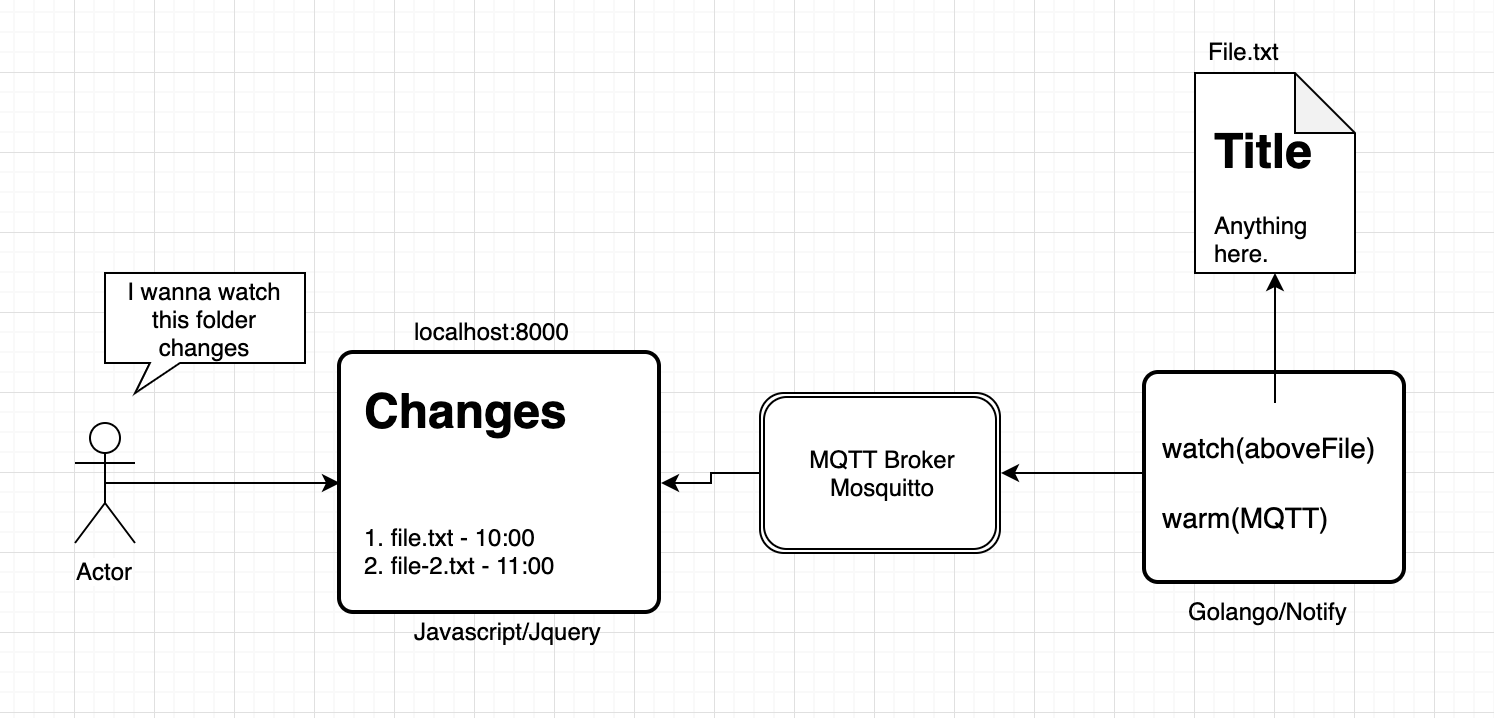 File.txt
Title
Anything
here.
I wanna watch
this folder
changes
localhost:8000
Changes
1. file.txt - 10:00
2. file-2.txt - 11:00
Javascript/Jquery
Actor
MQTT Broker
Mosquitto
watch(aboveFile)
warm(MQTT)
Golango/Notify